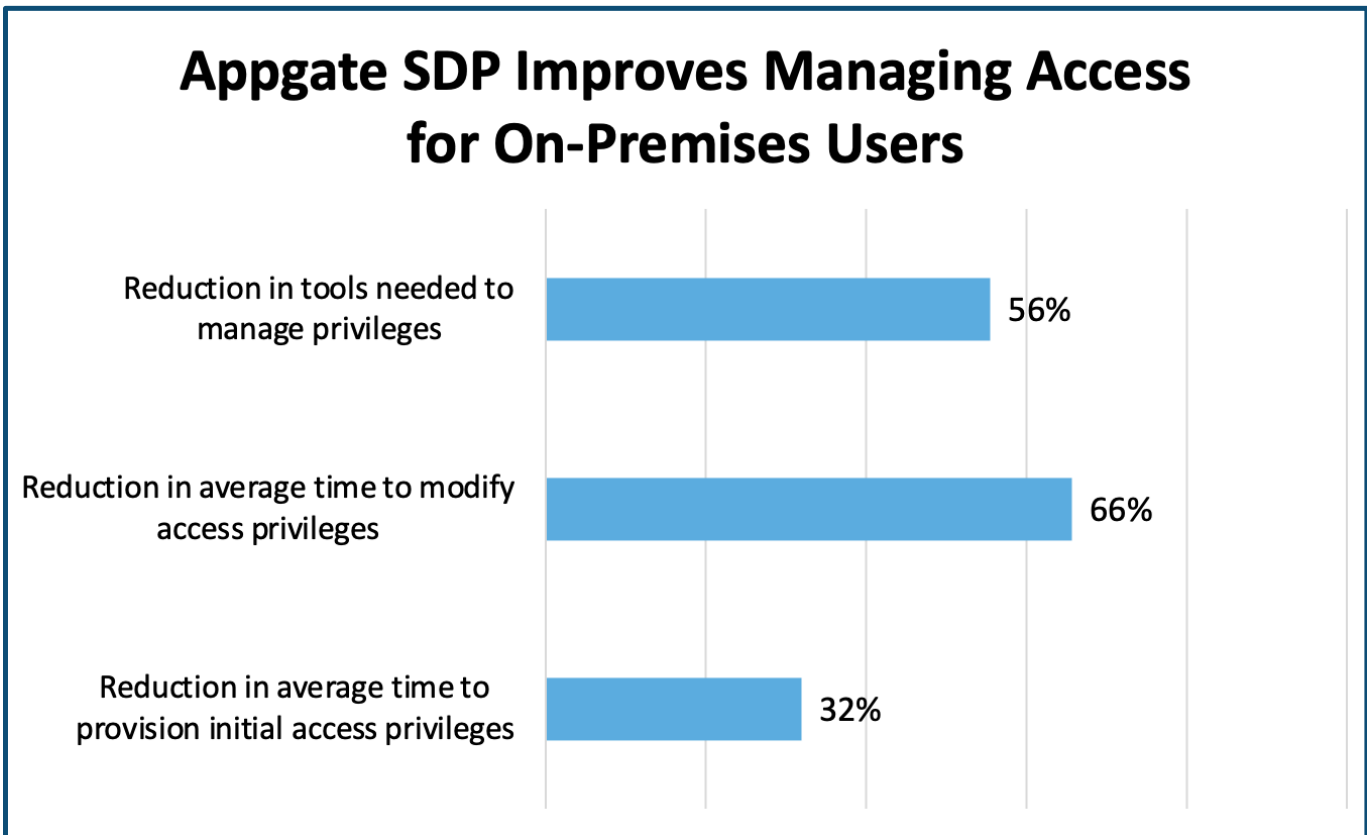 Appgate SDP Improves Managing Access
for On-Premises Users
Reduction in tools needed to
manage privileges
56%
Reduction in average time to modify
access privileges
66%
Reduction in average time to
provision initial access privileges
32%